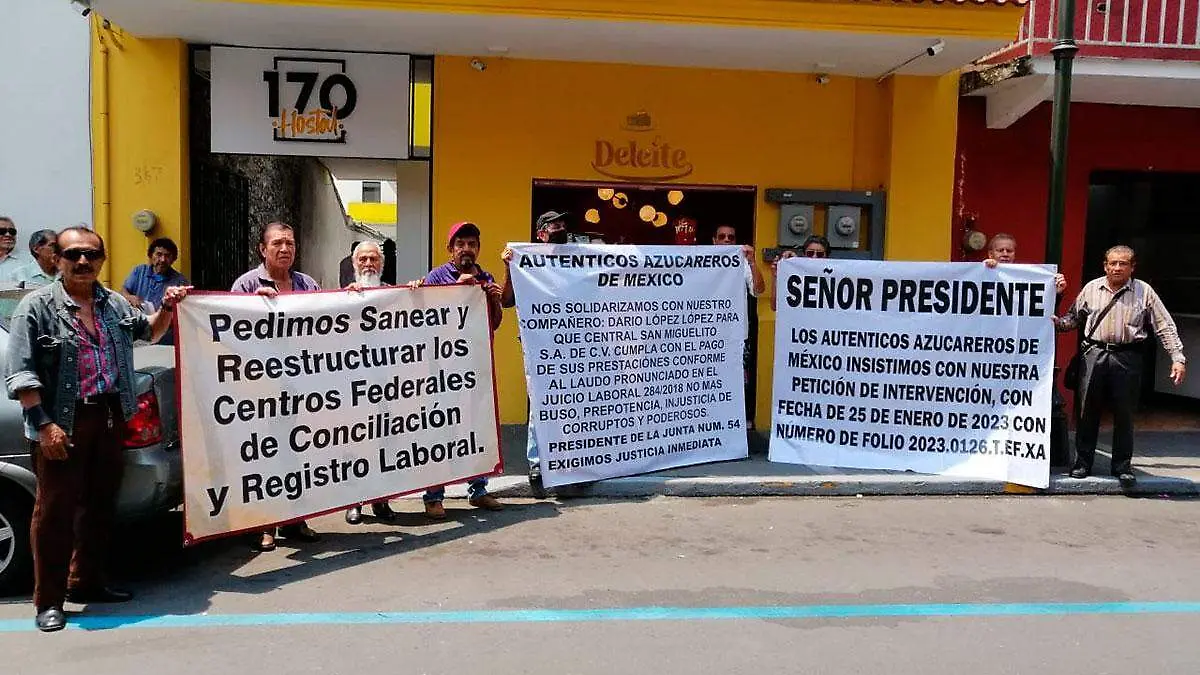 170
Hostal
Delcite
367
Pedimos Sanear y
Reestructurar los
Centros Federales
de Conciliación
y Registro Laboral.
AUTENTICOS AZUCAREROS
DE MEXICO
NOS SOLIDARIZAMOS CON NUESTRO
COMPAÑERO: DARIO LÓPEZ LÓPEZ PARA
QUE CENTRAL SAN MIGUELITO
S.A. DE C.V. CUMPLA CON EL PAGO
DE SUS PRESTACIÓNES CONFORME
AL LAUDO PRONUNCIADO EN EL
JUICIO LABORAL 284/2018 NO MAS
BUSO, PREPOTENCIA, INJUSTICIA DE
CORRUPTOS Y PODEROSOS.
PRESIDENTE DE LA JUNTA NUM. 54
EXIGIMOS JUSTICIA INMEDIATA
SEÑOR PRESIDENTE
LOS AUTENTICOS AZUCAREROS DE
MÉXICO INSISTIMOS CON NUESTRA
PETICIÓN DE INTERVENCIÓN, CON
FECHA DE 25 DE ENERO DE 2023 CON
NÚMERO DE FOLIO 2023.0126.T.EF.XA